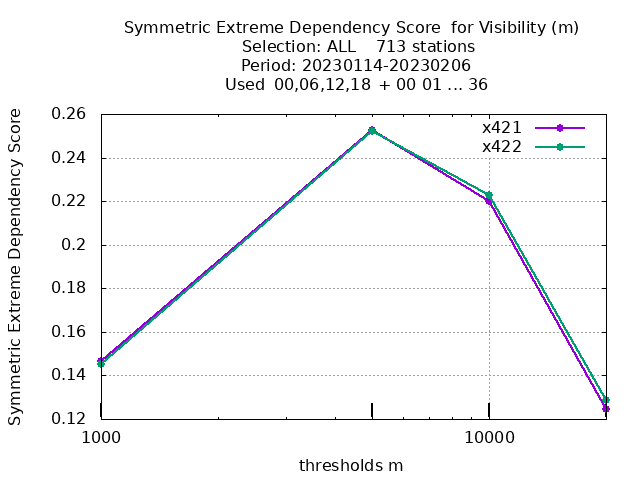 Symmetric Extreme Dependency Score for Visibility (m)
Selection: ALL 713 stations
Period: 20230114-20230206
Used 00,06,12,18 + 00 01 ... 36
Symmetric Extreme Dependency Score
0.26
0.24
0.22
0.2
0.18
0.16
0.14
0.12
x421
x422
1000
10000
thresholds m